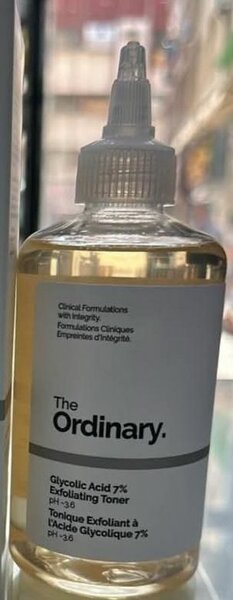 Clinical Formulations
with Integrity.
Formulations Cliniques
Empreintes d'Intégrité.
The
Ordinary.
Glycolic Acid 7%
Exfoliating Toner
pH ~3.6
Tonique Exfoliant à
l'Acide Glycolique 7%
pH ~3.6